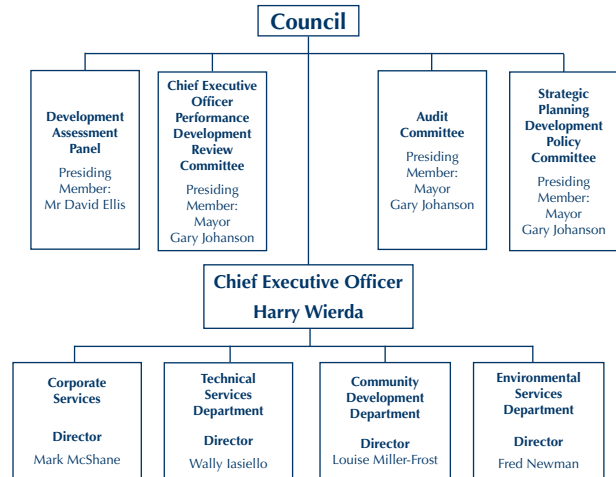 Council
Development
Assessment
Panel
Presiding
Member:
Mr David Ellis
Chief Executive
Officer
Performance
Development
Review
Committee
Presiding
Member:
Mayor
Gary Johanson
Audit
Committee
Presiding
Member:
Mayor
Gary Johanson
Strategic
Planning
Development
Policy
Committee
Presiding
Member:
Mayor
Gary Johanson
Chief Executive Officer
Harry Wierda
Corporate
Services
Director
Mark McShane
Technical
Services
Department
Director
Wally Iasiello
Community
Development
Department
Director
Louise Miller-Frost
Environmental
Services
Department
Director
Fred Newman